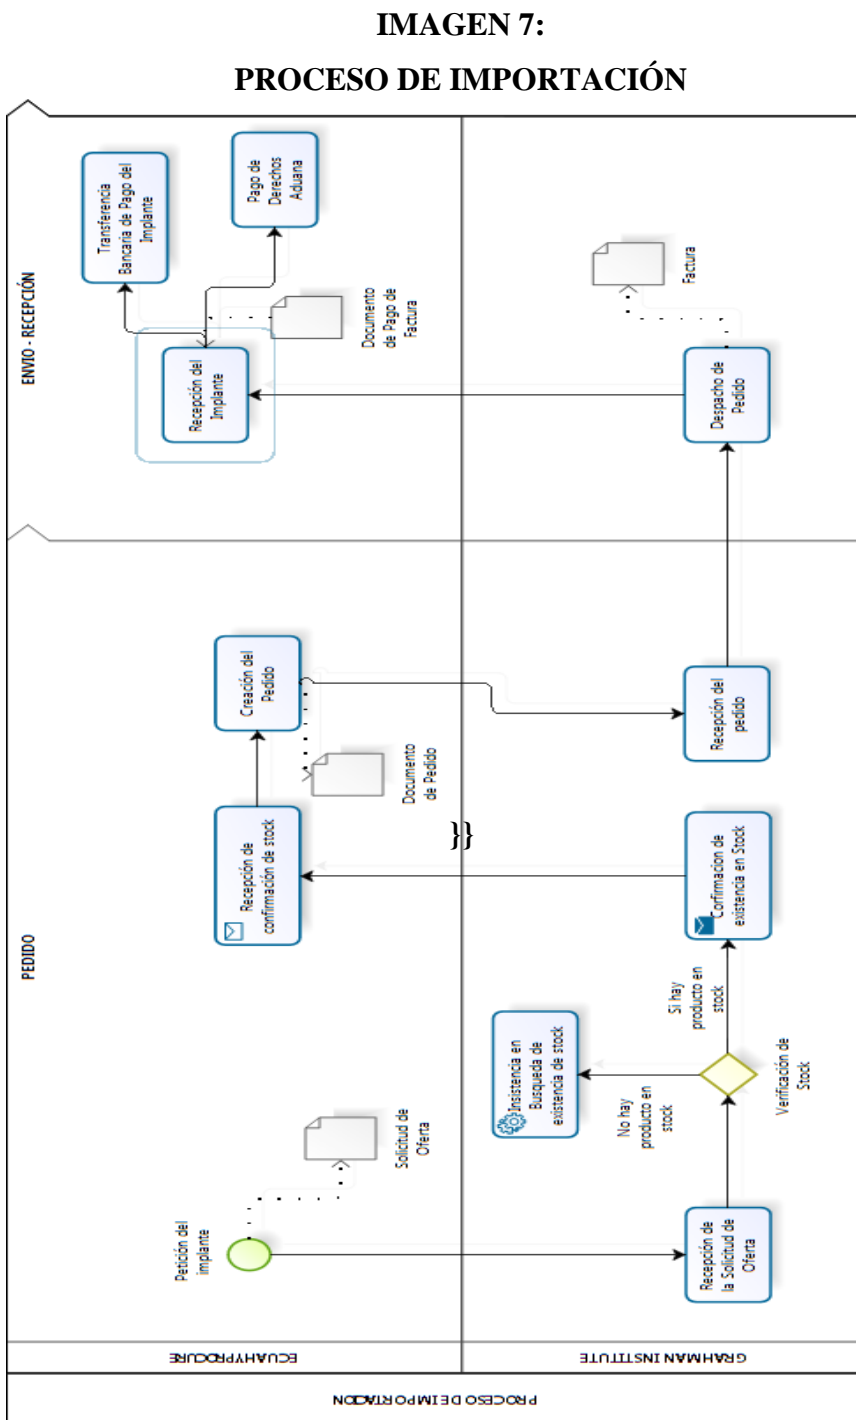 IMAGEN 7:
PROCESO DE IMPORTACIÓN
PROCESO DE IMPORTACION
ECUAHYPROCURE
GRAHMAN INSTITUTE
PEDIDO
ENVIO - RECEPCIÓN
Petición del
implante
Solicitud de
Oferta
Recepción de
confirmación de stock
Creación del
Pedido
Documento
de Pedido
}}
Recepción del
Implante
Transferencia
Bancaria de Pago del
Implante
Pago de
Derechos
Aduana
Documento
de Pago de
Factura
Recepción de
la Solicitud de
Oferta
Verificación de
Stock
No hay
producto en
stock
Insistencia en
Busqueda de
existencia de stock
Si hay
producto en
stock
Corfirmacion de
existencia en Stock
Recepción del
pedido
Despacho de
Pedido
Factura